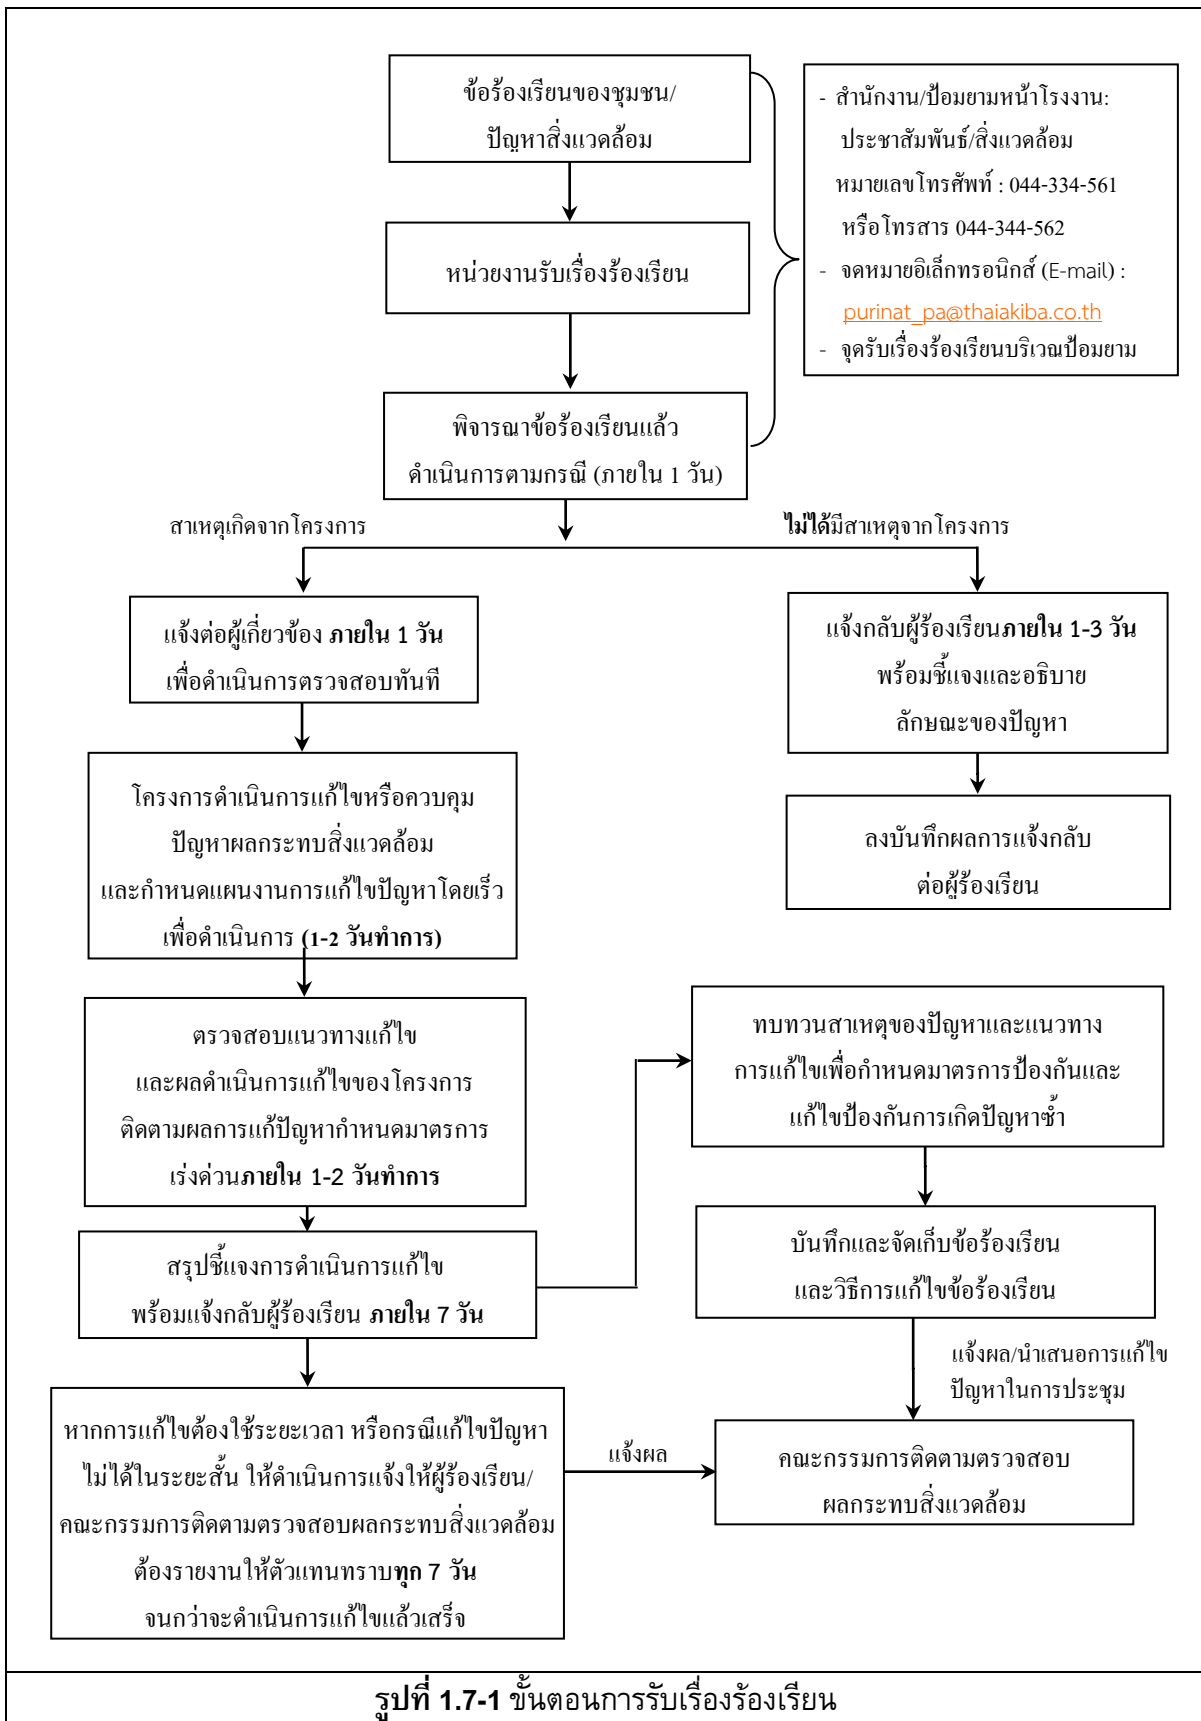 ข้อร้องเรียนของชุมชน/
ปัญหาสิ่งแวดล้อม
- สำนักงาน/ป้อมยามหน้าโรงงาน:
ประชาสัมพันธ์/สิ่งแวดล้อม
หมายเลขโทรศัพท์ : 044-334-561
หรือโทรสาร 044-344-562
- จดหมายอิเล็กทรอนิกส์ (E-mail) :
purinat_pa@thaiakiba.co.th
- จุดรับเรื่องร้องเรียนบริเวณป้อมยาม
หน่วยงานรับเรื่องร้องเรียน
พิจารณาข้อร้องเรียนแล้ว
ดำเนินการตามกรณี (ภายใน 1 วัน)
สาเหตุเกิดจากโครงการ
ไม่ได้มีสาเหตุจากโครงการ
แจ้งต่อผู้เกี่ยวข้อง ภายใน 1 วัน
เพื่อดำเนินการตรวจสอบทันที
แจ้งกลับผู้ร้องเรียนภายใน 1-3 วัน
พร้อมชี้แจงและอธิบาย
ลักษณะของปัญหา
โครงการดำเนินการแก้ไขหรือควบคุม
ปัญหาผลกระทบสิ่งแวดล้อม
และกำหนดแผนงานการแก้ไขปัญหาโดยเร็ว
เพื่อดำเนินการ (1-2 วันทำการ)
ลงบันทึกผลการแจ้งกลับ
ต่อผู้ร้องเรียน
ตรวจสอบแนวทางแก้ไข
และผลดำเนินการแก้ไขของโครงการ
ติดตามผลการแก้ปัญหากำหนดมาตรการ
เร่งด่วนภายใน 1-2 วันทำการ
ทบทวนสาเหตุของปัญหาและแนวทาง
การแก้ไขเพื่อกำหนดมาตรการป้องกันและ
แก้ไขป้องกันการเกิดปัญหาซ้ำ
สรุปชี้แจงการดำเนินการแก้ไข
พร้อมแจ้งกลับผู้ร้องเรียน ภายใน 7 วัน
บันทึกและจัดเก็บข้อร้องเรียน
และวิธีการแก้ไขข้อร้องเรียน
แจ้งผล/นำเสนอการแก้ไข
ปัญหาในการประชุม
หากการแก้ไขต้องใช้ระยะเวลา หรือกรณีแก้ไขปัญหา
ไม่ได้ในระยะสั้น ให้ดำเนินการแจ้งให้ผู้ร้องเรียน/
คณะกรรมการติดตามตรวจสอบผลกระทบสิ่งแวดล้อม
ต้องรายงานให้ตัวแทนทราบทุก 7 วัน
จนกว่าจะดำเนินการแก้ไขแล้วเสร็จ
แจ้งผล
คณะกรรมการติดตามตรวจสอบ
ผลกระทบสิ่งแวดล้อม
รูปที่ 1.7-1 ขั้นตอนการรับเรื่องร้องเรียน